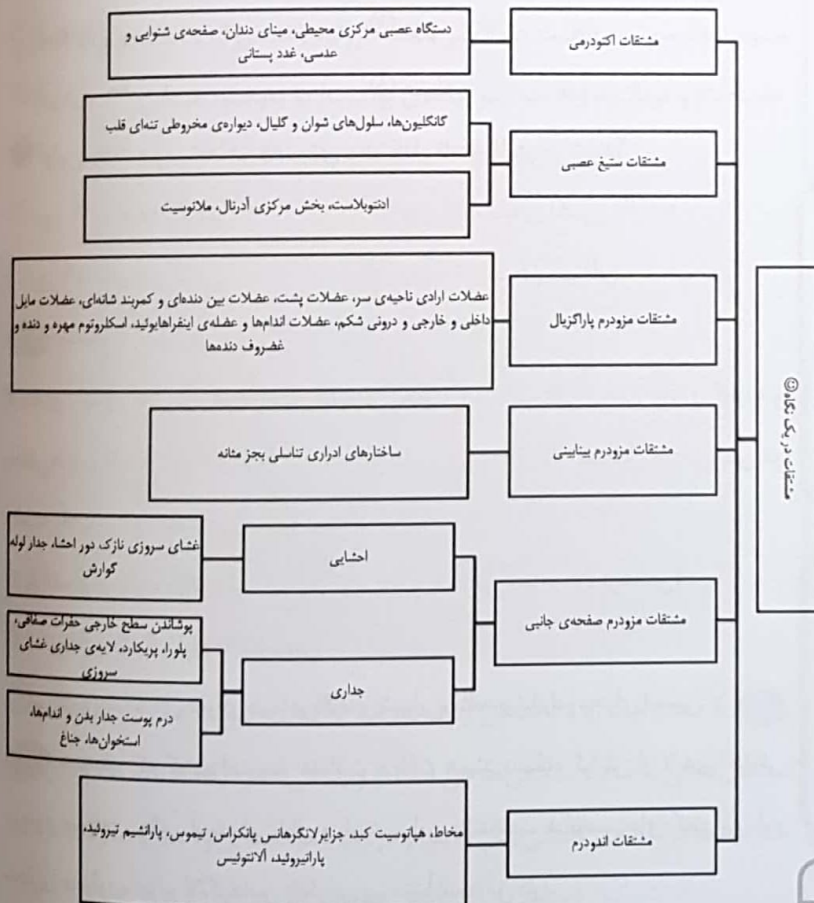 مشتقات در یک نگاه☺
مشتقات اکتودرمی
دستگاه عصبی مرکزی محیطی، مینای دندان، صفحه‌ی شنوایی و
عدسی، غدد پستانی
مشتقات ستیغ عصبی
گانگلیون‌ها، سلول‌های شوان و گلیال، دیواره‌ی مخروطی تنه‌ای قلب
ادنتوبلاست، بخش مرکزی آدرنال، ملانوسیت
مشتقات مزودرم پاراگزیال
عضلات ارادی ناحیه‌ی سر، عضلات پشت، عضلات بین دنده‌ای و کمربند شانه‌ای، عضلات مایل
داخلی و خارجی و درونی شکم، عضلات اندام‌ها و عضله‌ی اینفراهایوئید، اسکلروتوم مهره و دنده و
غضروف دنده‌ها
مشتقات مزودرم بینابینی
ساختارهای ادراری تناسلی بجز مثانه
مشتقات مزودرم صفحه‌ی جانبی
احشایی
غشای سروزی نازک دور احشا، جدار لوله
گوارش
جداری
پوشاندن سطح خارجی حفرات صفاقی،
پلورا، پریکارد، لایه‌ی جداری غشای
سروزی
درم پوست جدار بدن و اندام‌ها،
استخوان‌ها، جناغ
مشتقات اندودرم
مخاط، هپاتوسیت کبد، جزایرلانگرهانس پانکراس، تیموس، پارانشیم تیروئید،
پاراتیروئید، آلانتوئیس